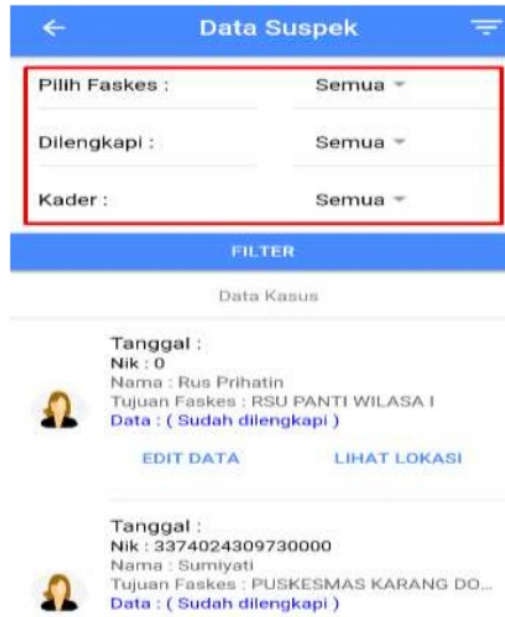 Data Suspek
Pilih Faskes : Semua
Dilengkapi : Semua
Kader : Semua
FILTER
Data Kasus
Tanggal :
Nik : 0
Nama : Rus Prihatin
Tujuan Faskes : RSU PANTI WILASA I
Data : ( Sudah dilengkapi )
EDIT DATA LIHAT LOKASI
Tanggal :
Nik : 3374024309730000
Nama : Sumiyati
Tujuan Faskes : PUSKESMAS KARANG DO...
Data : ( Sudah dilengkapi )